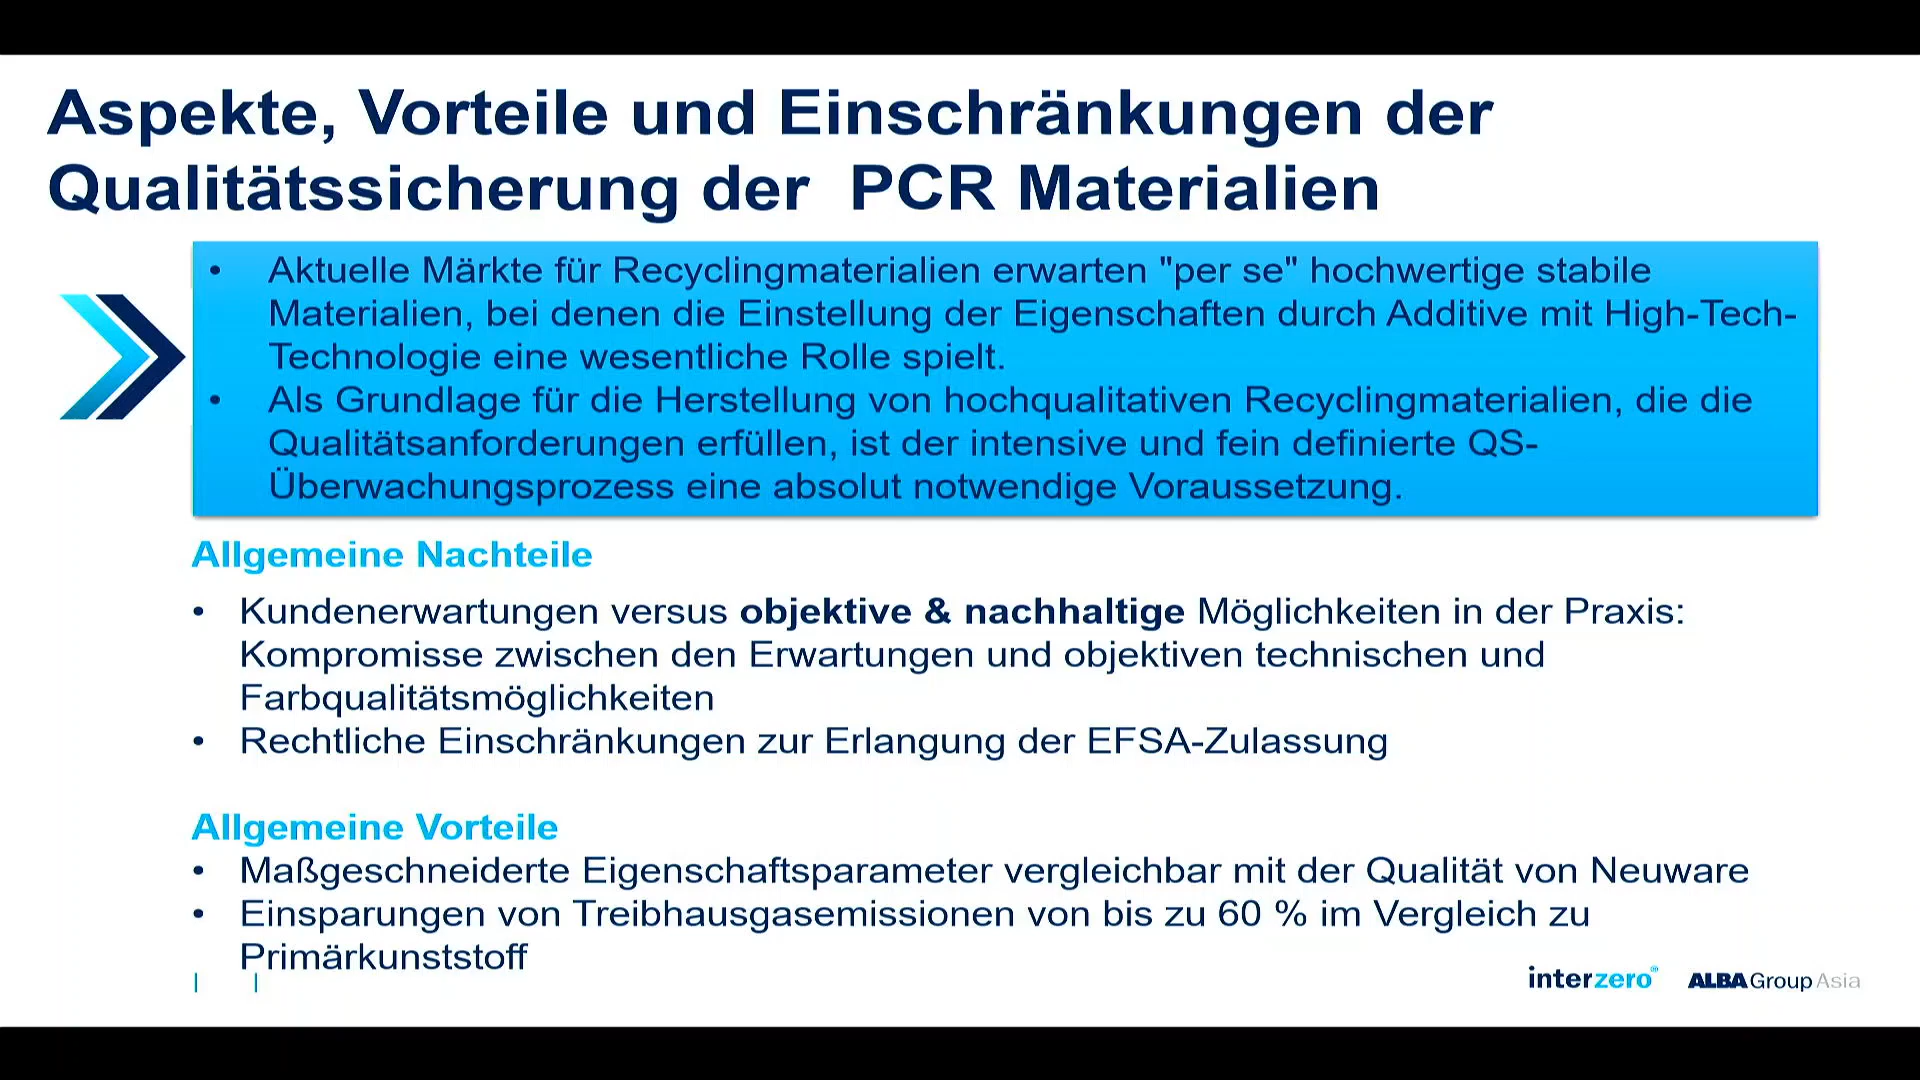 Aspekte, Vorteile und Einschränkungen der
Qualitätssicherung der PCR Materialien
• Aktuelle Märkte für Recyclingmaterialien erwarten "per se" hochwertige stabile
Materialien, bei denen die Einstellung der Eigenschaften durch Additive mit High-Tech-
Technologie eine wesentliche Rolle spielt.
• Als Grundlage für die Herstellung von hochqualitativen Recyclingmaterialien, die die
Qualitätsanforderungen erfüllen, ist der intensive und fein definierte QS-
Überwachungsprozess eine absolut notwendige Voraussetzung.
Allgemeine Nachteile
• Kundenerwartungen versus objektive & nachhaltige Möglichkeiten in der Praxis:
Kompromisse zwischen den Erwartungen und objektiven technischen und
Farbqualitätsmöglichkeiten
• Rechtliche Einschränkungen zur Erlangung der EFSA-Zulassung
Allgemeine Vorteile
• Maßgeschneiderte Eigenschaftsparameter vergleichbar mit der Qualität von Neuware
• Einsparungen von Treibhausgasemissionen von bis zu 60 % im Vergleich zu
Primärkunststoff
| |
interzero® ALBA Group Asia